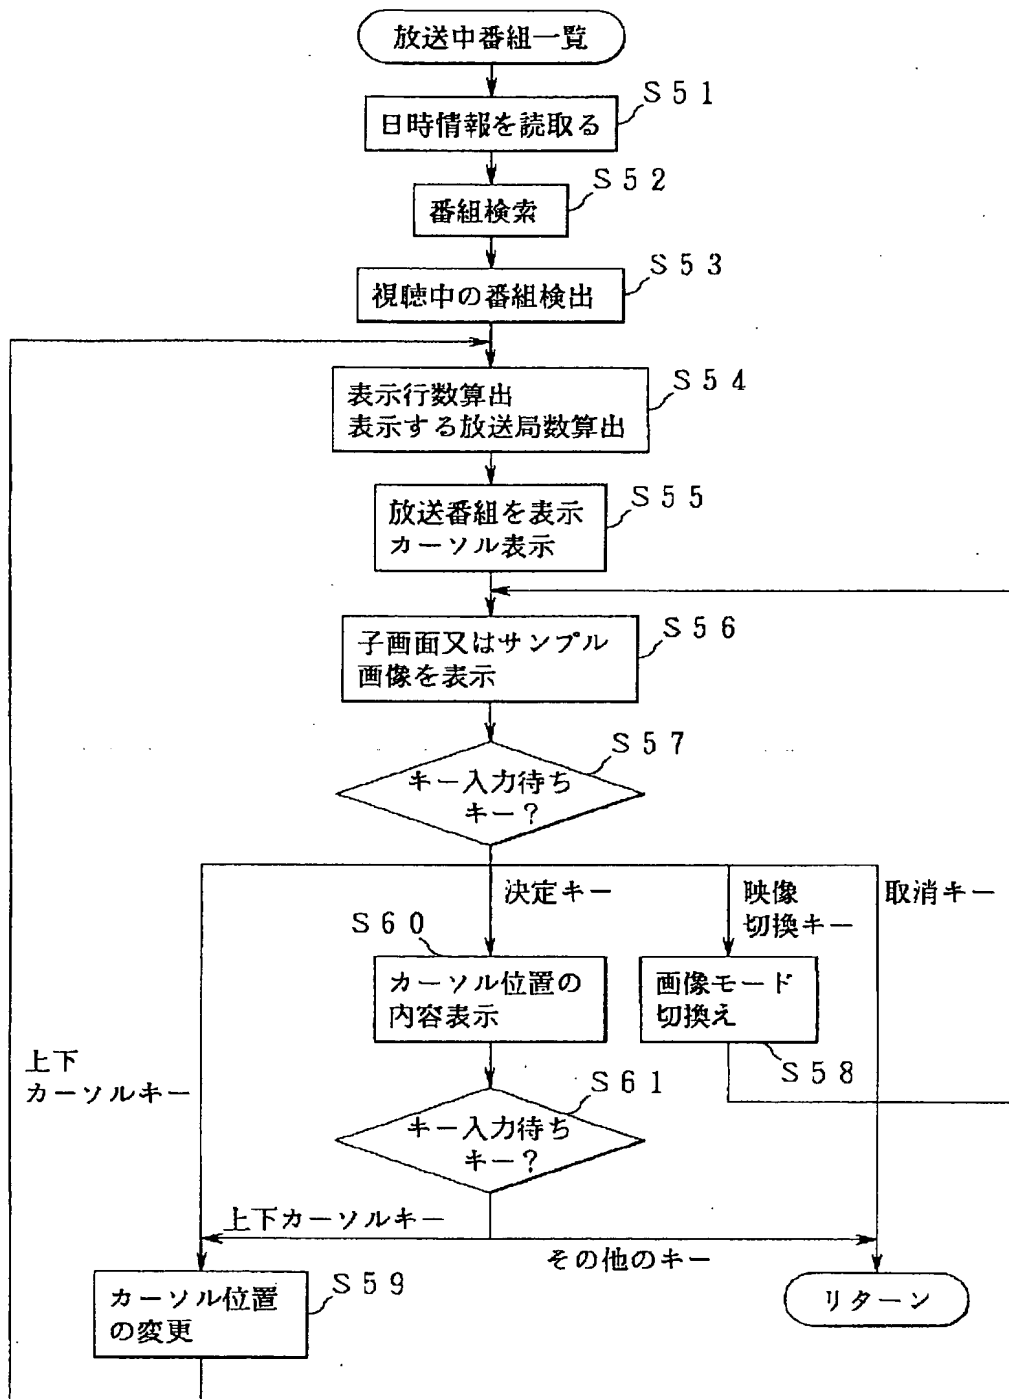 放送中番組一覧
S51
日時情報を読取る
S52
番組検索
S53
視聴中の番組検出
S54
表示行数算出
表示する放送局数算出
S55
放送番組を表示
カーソル表示
S56
子画面又はサンプル
画像を表示
S57
キー入力待ち
キー?
決定キー
映像
切換キー
取消キー
S60
カーソル位置の
内容表示
画像モード
切換え
S58
上下
カーソルキー
S61
キー入力待ち
キー?
上下カーソルキー
その他のキー
S59
カーソル位置
の変更
リターン